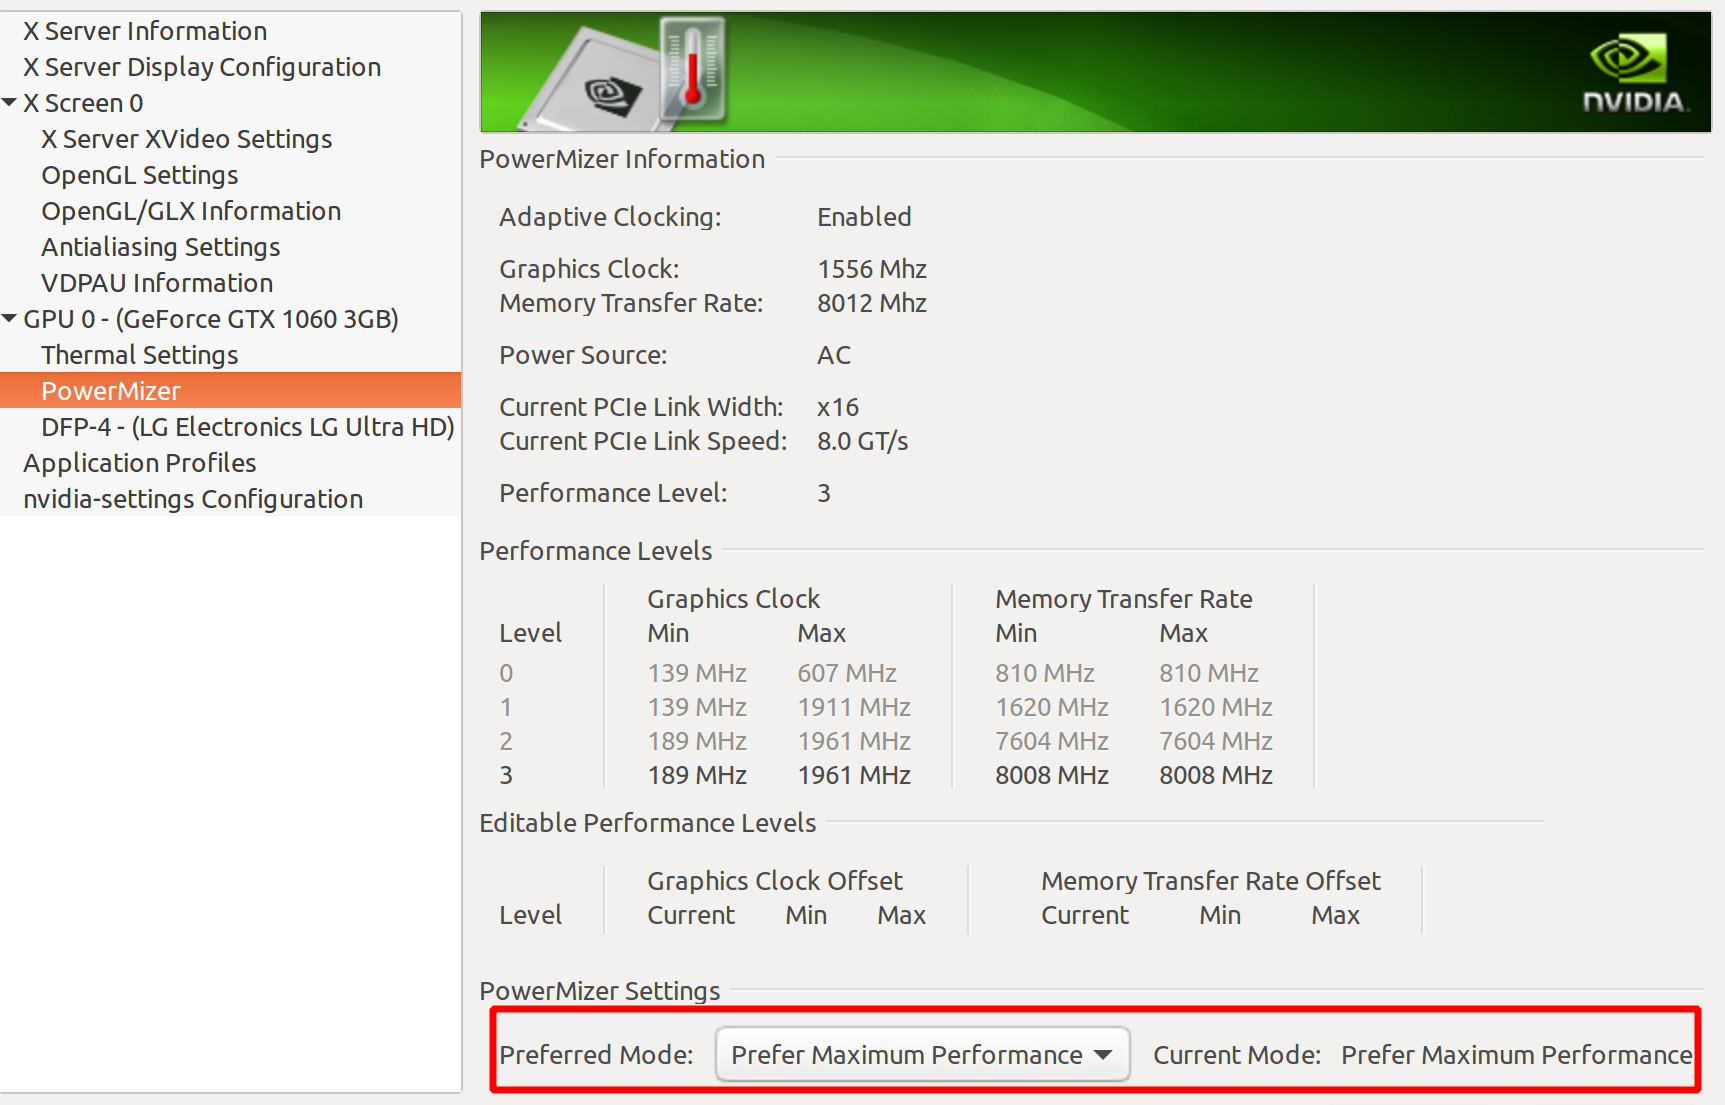 X Server Information
X Server Display Configuration
X Screen 0
X Server XVideo Settings
OpenGL Settings
OpenGL/GLX Information
Antialiasing Settings
VDPAU Information
GPU 0 - (GeForce GTX 1060 3GB)
Thermal Settings
PowerMizer
DFP-4 - (LG Electronics LG Ultra HD)
Application Profiles
nvidia-settings Configuration
NVIDIA.
PowerMizer Information
Adaptive Clocking: Enabled
Graphics Clock: 1556 Mhz
Memory Transfer Rate: 8012 Mhz
Power Source: AC
Current PCIe Link Width: x16
Current PCIe Link Speed: 8.0 GT/s
Performance Level: 3
Performance Levels
Graphics Clock Memory Transfer Rate
Level Min Max Min Max
0 139 MHz 607 MHz 810 MHz 810 MHz
1 139 MHz 1911 MHz 1620 MHz 1620 MHz
2 189 MHz 1961 MHz 7604 MHz 7604 MHz
3 189 MHz 1961 MHz 8008 MHz 8008 MHz
Editable Performance Levels
Graphics Clock Offset Memory Transfer Rate Offset
Level Current Min Max Current Min Max
PowerMizer Settings
Preferred Mode: Prefer Maximum Performance Current Mode: Prefer Maximum Performance